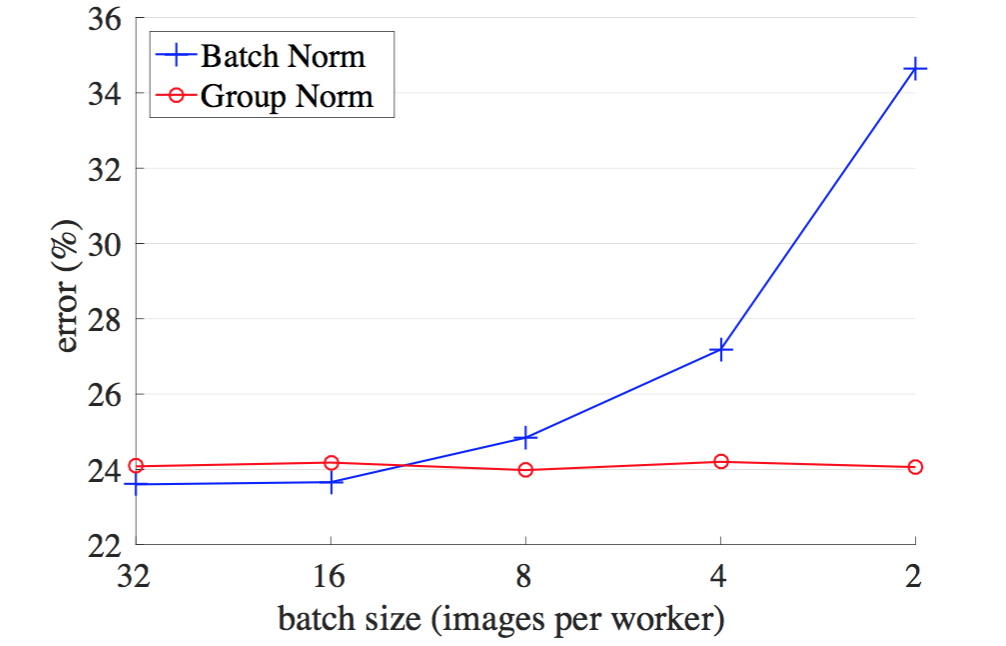 36
34
32
30
28
26
24
22
error (%)
Batch Norm
Group Norm
32 16 8 4 2
batch size (images per worker)